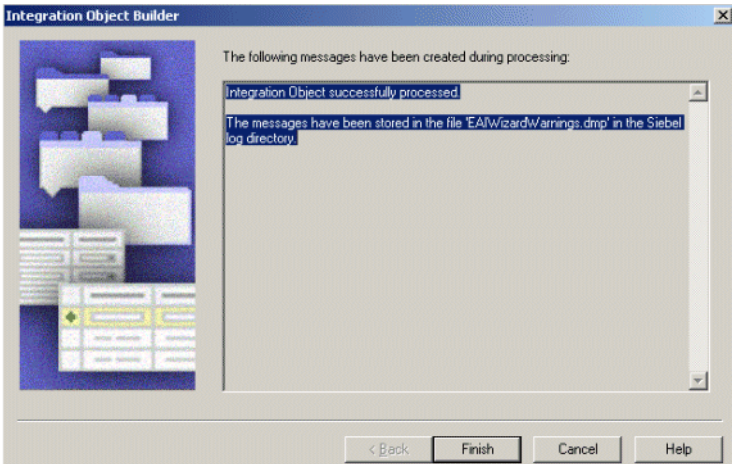 Integration Object Builder
The following messages have been created during processing:
Integration Object successfully processed.
The messages have been stored in the file 'EAIWizardWarnings.dmp' in the Siebel
log directory.
< Back
Finish
Cancel
Help